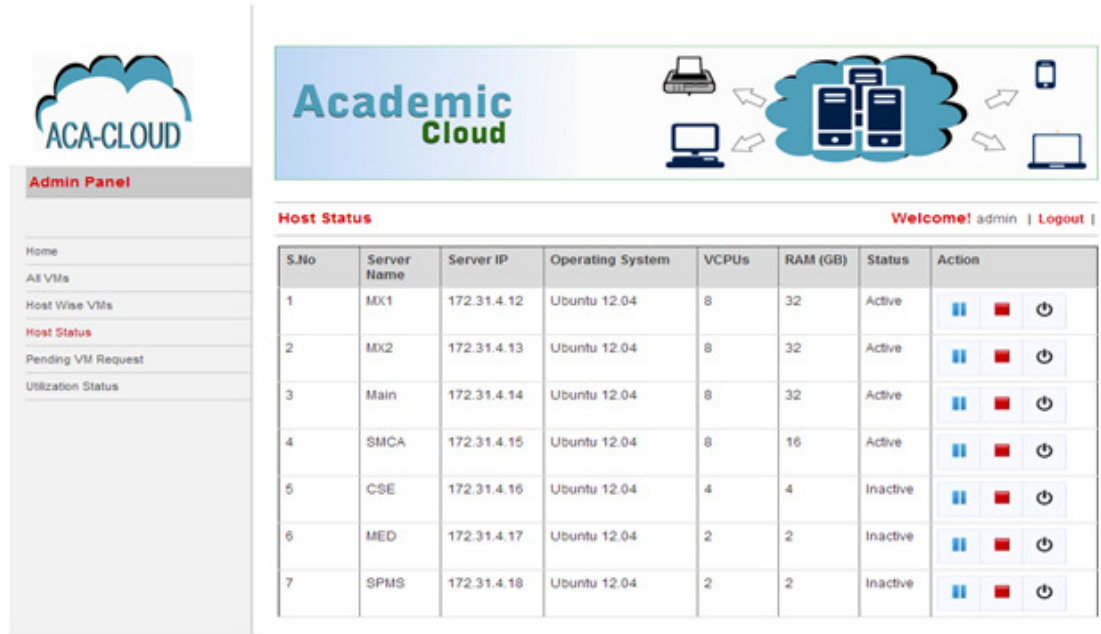 ACA-CLOUD
Academic
Cloud
Admin Panel
Home
All VMs
Host Wise VMs
Host Status
Pending VM Request
Utilization Status
Host Status Welcome! admin | Logout |
S.No Server Name Server IP Operating System VCPUs RAM (GB) Status Action
1 MX1 172.31.4.12 Ubuntu 12.04 8 32 Active
2 MX2 172.31.4.13 Ubuntu 12.04 8 32 Active
3 Main 172.31.4.14 Ubuntu 12.04 8 32 Active
4 SMCA 172.31.4.15 Ubuntu 12.04 8 16 Active
5 CSE 172.31.4.16 Ubuntu 12.04 4 4 Inactive
6 MED 172.31.4.17 Ubuntu 12.04 2 2 Inactive
7 SPMS 172.31.4.18 Ubuntu 12.04 2 2 Inactive